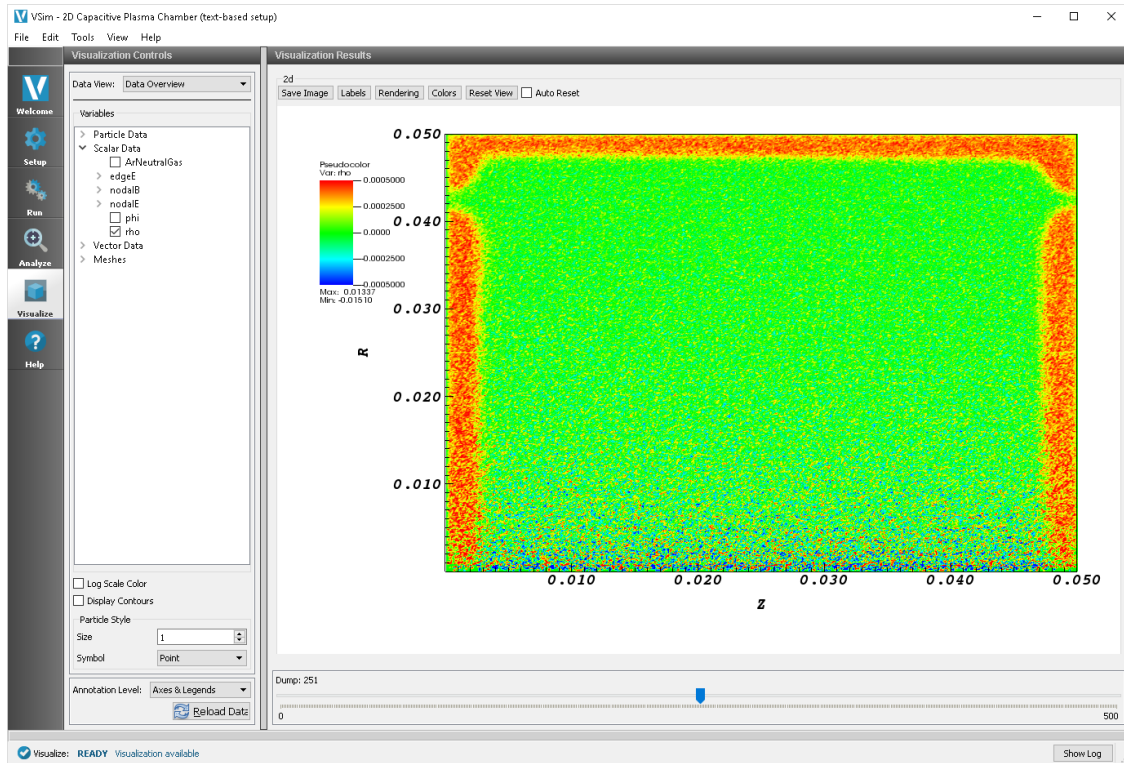 VSim - 2D Capacitive Plasma Chamber (text-based setup)
File Edit Tools View Help
Welcome
Setup
Run
Analyze
Visualize
Help
Visualization Controls
Data View: Data Overview
Variables
Particle Data
Scalar Data
ArNeutralGas
edgeE
nodalB
nodalE
phi
rho
Vector Data
Meshes
Log Scale Color
Display Contours
Particle Style
Size 1
Symbol Point
Annotation Level: Axes & Legends
Reload Data
Visualization Results
2d
Save Image Labels Rendering Colors Reset View Auto Reset
Pseudocolor
Var: rho
0.0005000
0.0002500
0.0000
-0.0002500
-0.0005000
Max: 0.01337
Min: -0.01510
0.050
0.040
0.030
0.020
0.010
R
0.010 0.020 0.030 0.040 0.050
Z
Dump: 251
0 500
Visualize: READY Visualization available
Show Log